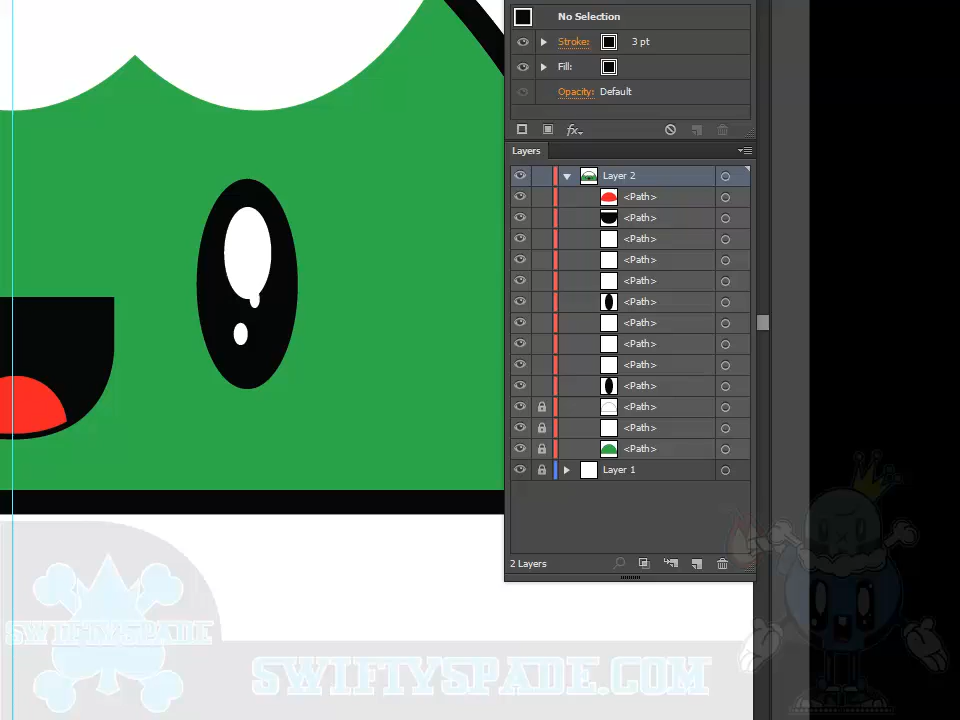 No Selection
Stroke: 3 pt
Fill:
Opacity: Default
fx
Layers
Layer 2
<Path>
<Path>
<Path>
<Path>
<Path>
<Path>
<Path>
<Path>
<Path>
<Path>
<Path>
<Path>
<Path>
Layer 1
2 Layers
SWIFTYSPADE
SWIFTYSPADE.COM